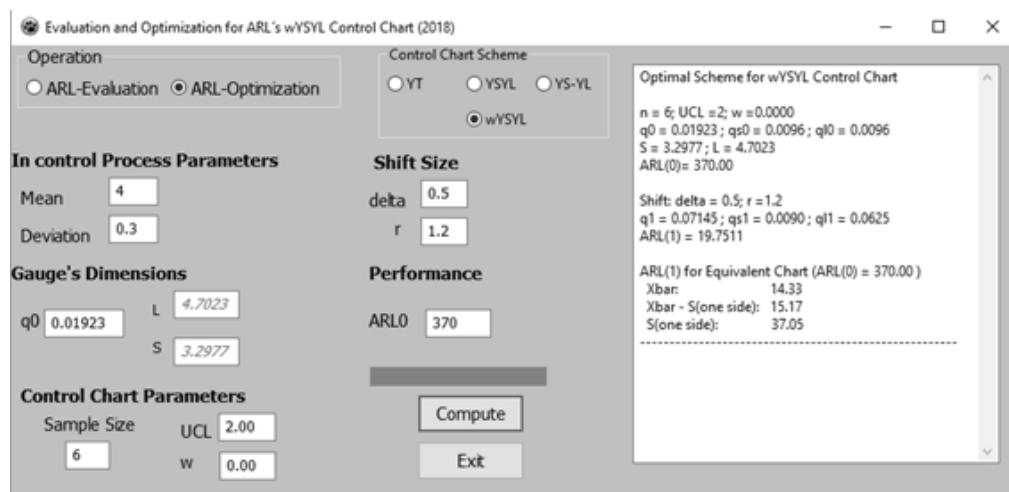 Evaluation and Optimization for ARL's wYSYL Control Chart (2018)
Operation
ARL-Evaluation ARL-Optimization
Control Chart Scheme
YT YSYL YS-YL
wYSYL
In control Process Parameters
Mean 4
Deviation 0.3
Shift Size
delta 0.5
r 1.2
Gauge's Dimensions
q0 0.01923
L 4.7023
S 3.2977
Performance
ARL0 370
Control Chart Parameters
Sample Size
6
UCL 2.00
w 0.00
Compute
Exit
Optimal Scheme for wYSYL Control Chart
n = 6; UCL =2; w =0.0000
q0 = 0.01923 ; qs0 = 0.0096 ; ql0 = 0.0096
S = 3.2977 ; L = 4.7023
ARL(0)= 370.00
Shift: delta = 0.5; r =1.2
q1 = 0.07145 ; qs1 = 0.0090 ; ql1 = 0.0625
ARL(1) = 19.7511
ARL(1) for Equivalent Chart (ARL(0) = 370.00 )
Xbar: 14.33
Xbar - S(one side): 15.17
S(one side): 37.05